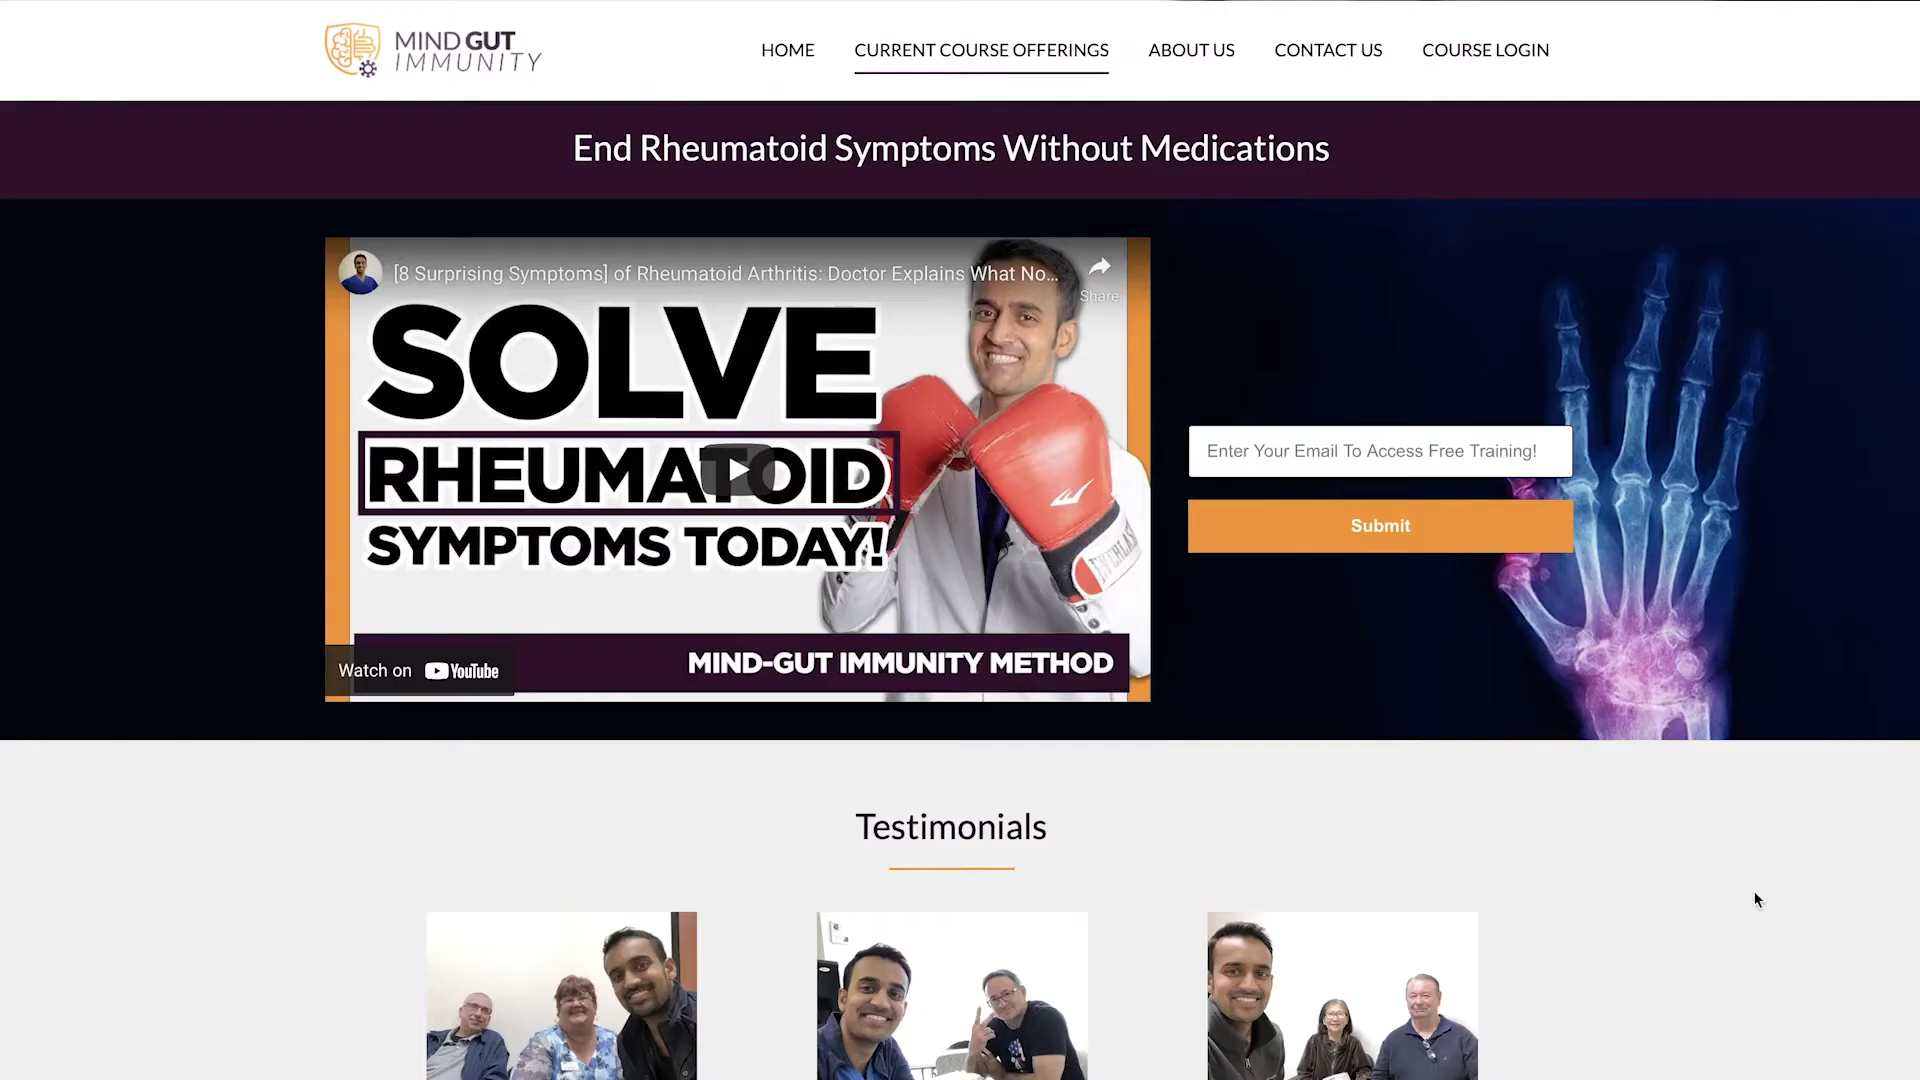 MIND GUT
IMMUNITY
HOME
CURRENT COURSE OFFERINGS
ABOUT US
CONTACT US
COURSE LOGIN
End Rheumatoid Symptoms Without Medications
[8 Surprising Symptoms] of Rheumatoid Arthritis: Doctor Explains What No...
Share
SOLVE
RHEUMATOID
SYMPTOMS TODAY!
EVERLAST
MIND-GUT IMMUNITY METHOD
Watch on YouTube
Enter Your Email To Access Free Training!
Submit
Testimonials